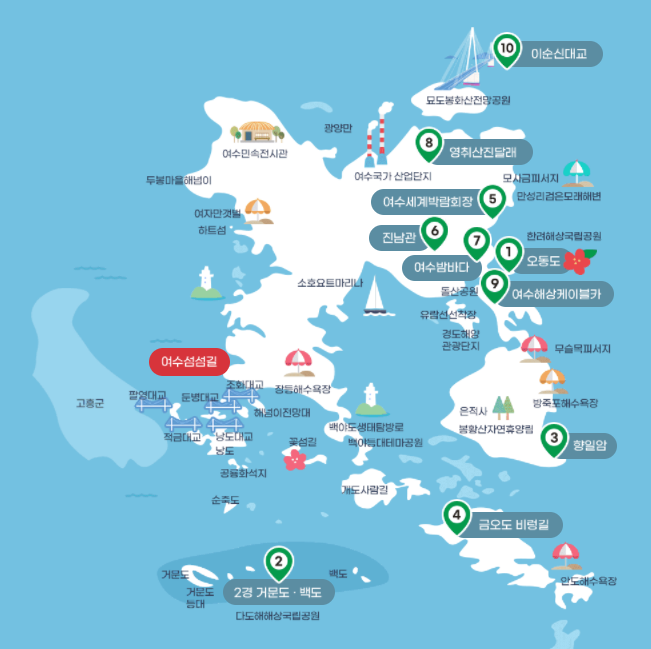 10
이순신대교
묘도봉화산전망공원
광양만
8
영취산진달래
여수민속전시관
여수국가 산업단지
모사금피서지
두봉마을해넘이
만성리검은모래해변
5
여수세계박람회장
여자만갯벌
하트섬
6
진남관
7
여수밤바다
한려해상국립공원
1
오동도
소호요트마리나
돌산공원
9
여수해상케이블카
유람선선착장
경도해양
관광단지
무슬목피서지
여수섬섬길
조화대교
장등해수욕장
팔영대교
둔병대교
고흥군
해넘이전망대
방죽포해수욕장
은적사
적금대교
낭도대교
낭도
백야도생태탐방로
백야등대테마공원
꽃섬길
봉황산자연휴양림
3
향일암
공룡화석지
개도사람길
순죽도
4
금오도 비렁길
2
거문도
백도
안도해수욕장
거문도
등대
2경 거문도 · 백도
다도해해상국립공원